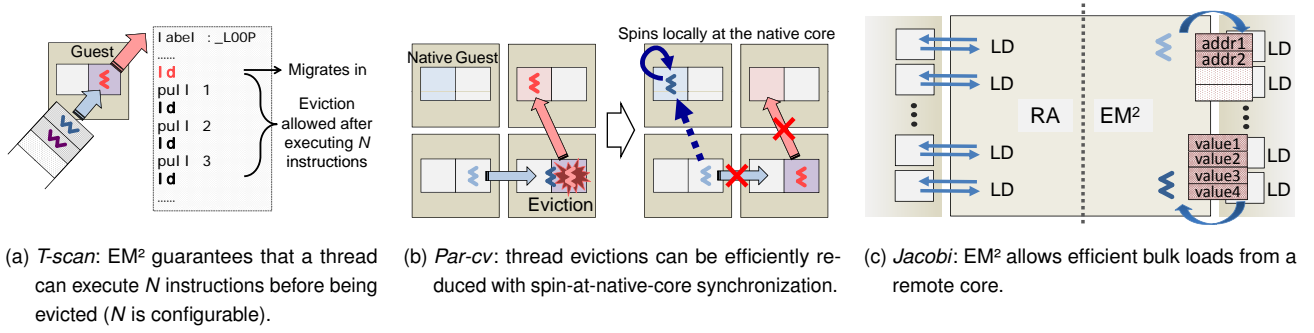 Guest
label :_LOOP
......
ld
pull 1
ld
pull 2
ld
pull 3
ld
......
Migrates in
Eviction
allowed after
executing N
instructions
(a) T-scan: EM² guarantees that a thread
can execute N instructions before being
evicted (N is configurable).
Spins locally at the native core
Native Guest
Eviction
(b) Par-cv: thread evictions can be efficiently re-
duced with spin-at-native-core synchronization.
LD
LD
LD
LD
RA
EM²
addr1
addr2
LD
value1
value2
value3
value4
LD
(c) Jacobi: EM² allows efficient bulk loads from a
remote core.